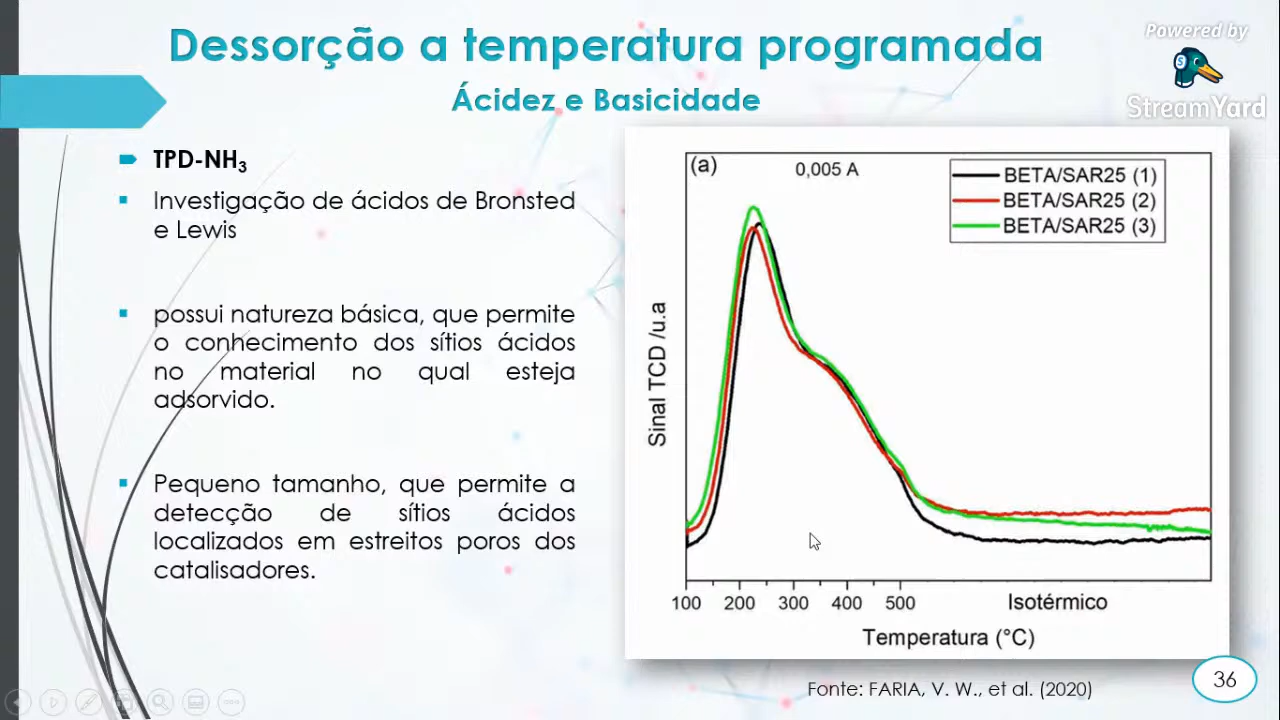 Dessorção a temperatura programada
Ácidez e Basicidade
Powered by
StreamYard
TPD-NH₃
Investigação de ácidos de Bronsted
e Lewis
possui natureza básica, que permite
o conhecimento dos sítios ácidos
no material no qual esteja
adsorvido.
Pequeno tamanho, que permite a
detecção de sítios ácidos
localizados em estreitos poros dos
catalisadores.
(a)
0,005 A
BETA/SAR25 (1)
BETA/SAR25 (2)
BETA/SAR25 (3)
Sinal TCD /u.a
100 200 300 400 500 Isotérmico
Temperatura (°C)
Fonte: FARIA, V. W., et al. (2020)
36